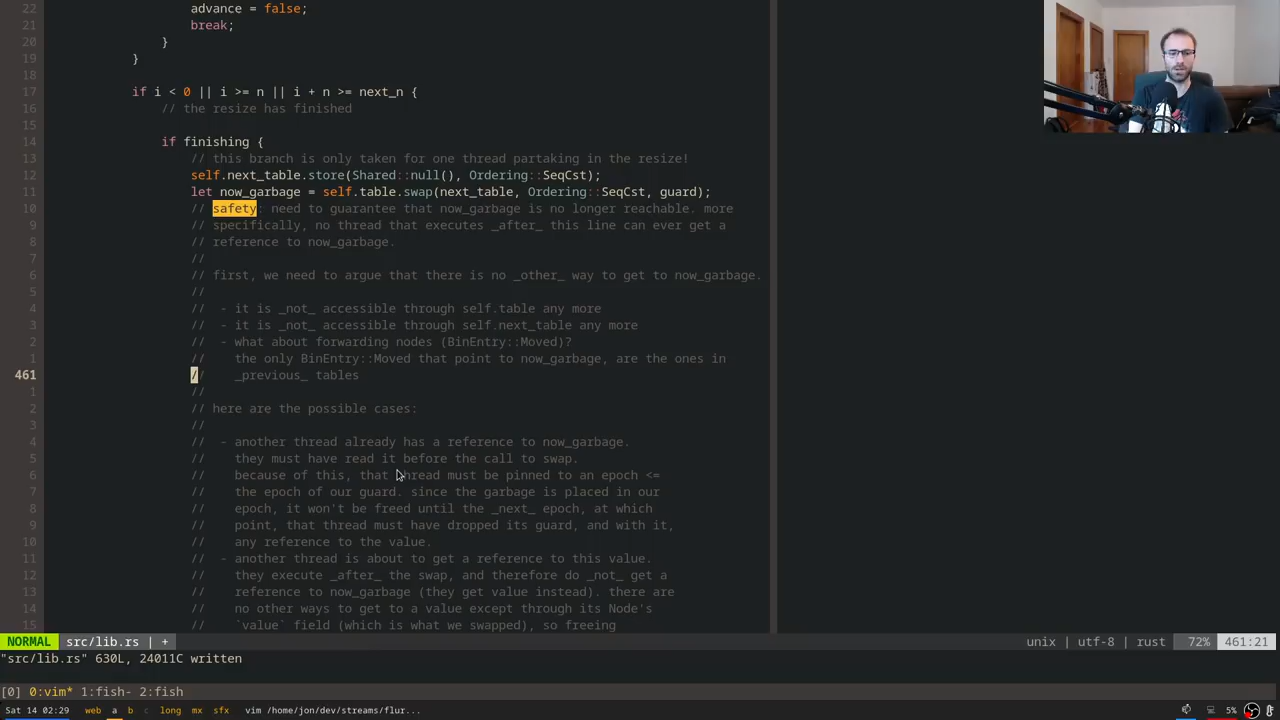 22                     advance = false;
21                     break;
20                 }
19             }
18
17             if i < 0 || i >= n || i + n >= next_n {
16                 // the resize has finished
15
14                 if finishing {
13                     // this branch is only taken for one thread partaking in the resize!
12                     self.next_table.store(Shared::null(), Ordering::SeqCst);
11                     let now_garbage = self.table.swap(next_table, Ordering::SeqCst, guard);
10                     // safety: need to guarantee that now_garbage is no longer reachable. more
9                     // specifically, no thread that executes _after_ this line can ever get a
8                     // reference to now_garbage.
7                     //
6                     // first, we need to argue that there is no _other_ way to get to now_garbage.
5                     //
4                     //  - it is _not_ accessible through self.table any more
3                     //  - it is _not_ accessible through self.next_table any more
2                     //  - what about forwarding nodes (BinEntry::Moved)?
1                     //    the only BinEntry::Moved that point to now_garbage, are the ones in
461                     //    _previous_ tables
1                     //
2                     // here are the possible cases:
3                     //
4                     //  - another thread already has a reference to now_garbage.
5                     //    they must have read it before the call to swap.
6                     //    because of this, that thread must be pinned to an epoch <=
7                     //    the epoch of our guard. since the garbage is placed in our
8                     //    epoch, it won't be freed until the _next_ epoch, at which
9                     //    point, that thread must have dropped its guard, and with it,
10                     //    any reference to the value.
11                     //  - another thread is about to get a reference to this value.
12                     //    they execute _after_ the swap, and therefore do _not_ get a
13                     //    reference to now_garbage (they get value instead). there are
14                     //    no other ways to get to a value except through its Node's
15                     //    `value` field (which is what we swapped), so freeing
NORMAL src/lib.rs | + unix | utf-8 | rust 72% 461:21
"src/lib.rs" 630L, 24011C written
[0] 0:vim* 1:fish- 2:fish
Sat 14 02:29 web a b c long mx sfx vim /home/jon/dev/streams/flur... 5%